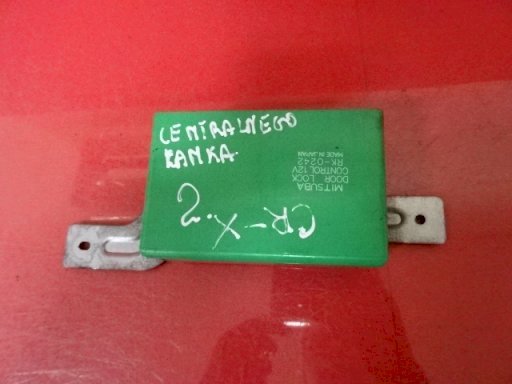 CENTRALNEGO
ZAMKA
MITSUBA
DOOR LOCK
CONTROL 12V
RK-0242
MADE IN JAPAN
CR-X.2